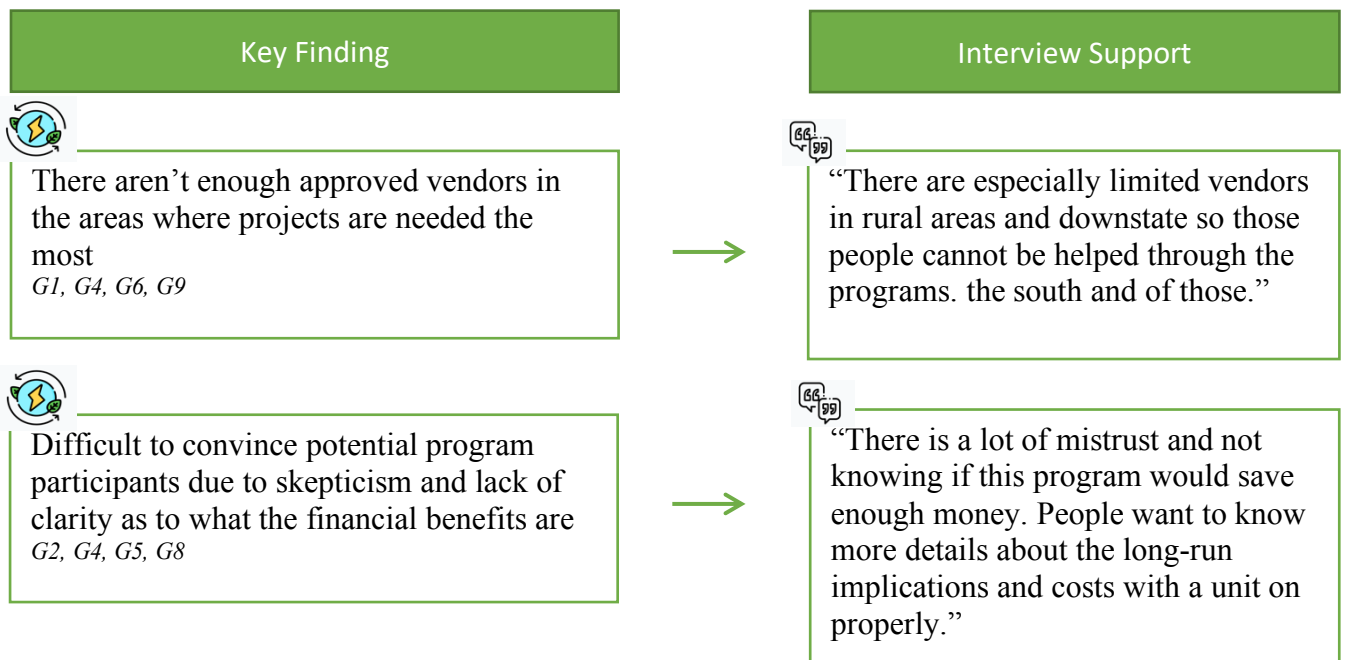 Key Finding
Interview Support
There aren’t enough approved vendors in
the areas where projects are needed the
most
G1, G4, G6, G9
“There are especially limited vendors
in rural areas and downstate so those
people cannot be helped through the
programs. the south and of those.”
Difficult to convince potential program
participants due to skepticism and lack of
clarity as to what the financial benefits are
G2, G4, G5, G8
“There is a lot of mistrust and not
knowing if this program would save
enough money. People want to know
more details about the long-run
implications and costs with a unit on
properly.”